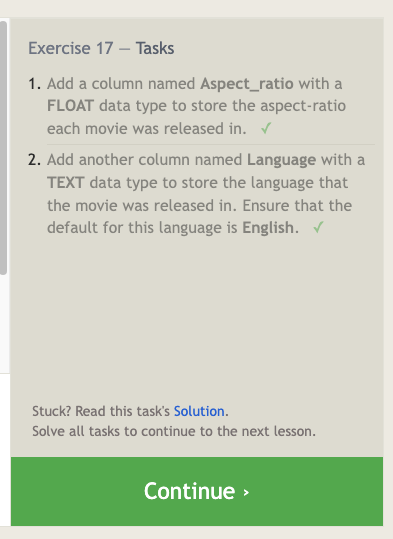 Exercise 17 — Tasks
1. Add a column named Aspect_ratio with a
FLOAT data type to store the aspect-ratio
each movie was released in. ✓
2. Add another column named Language with a
TEXT data type to store the language that
the movie was released in. Ensure that the
default for this language is English. ✓
Stuck? Read this task's Solution.
Solve all tasks to continue to the next lesson.
Continue ›